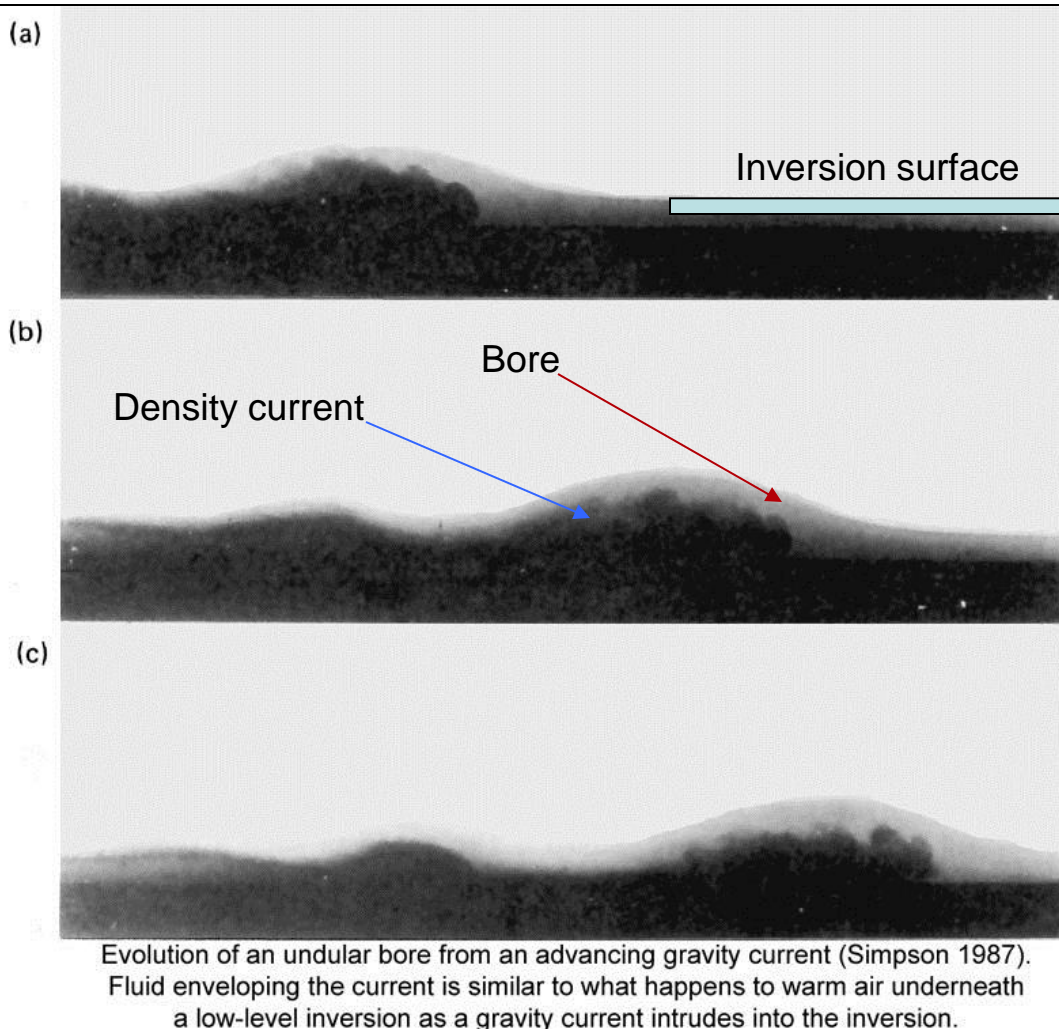 (a)
Inversion surface
(b)
Bore
Density current
(c)
Evolution of an undular bore from an advancing gravity current (Simpson 1987).
Fluid enveloping the current is similar to what happens to warm air underneath
a low-level inversion as a gravity current intrudes into the inversion.